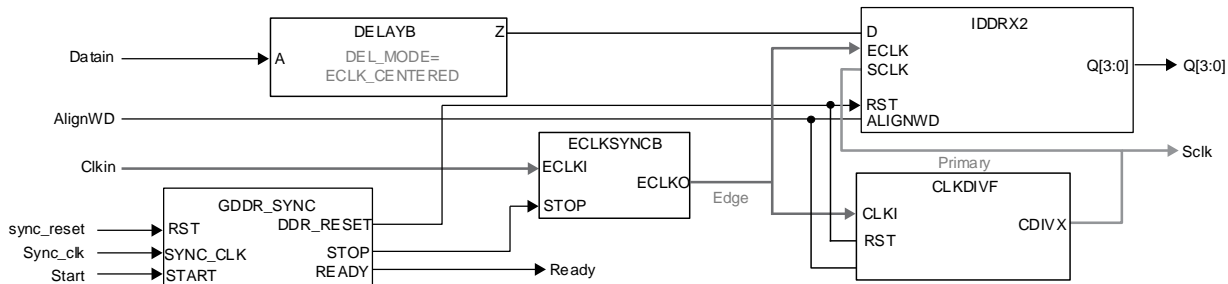 Datain
A
DELAYB
Z
DEL_MODE=
ECLK_CENTERED
IDDRX2
D
ECLK
SCLK
RST
ALIGNWD
Q[3:0]
Q[3:0]
AlignWD
Clkin
ECLKSYNCB
ECLKI
ECLKO
STOP
Edge
Primary
Sclk
CLKDIVF
CLKI
RST
CDIVX
GDDR_SYNC
sync_reset
RST
DDR_RESET
Sync_clk
SYNC_CLK
STOP
Start
START
READY
Ready